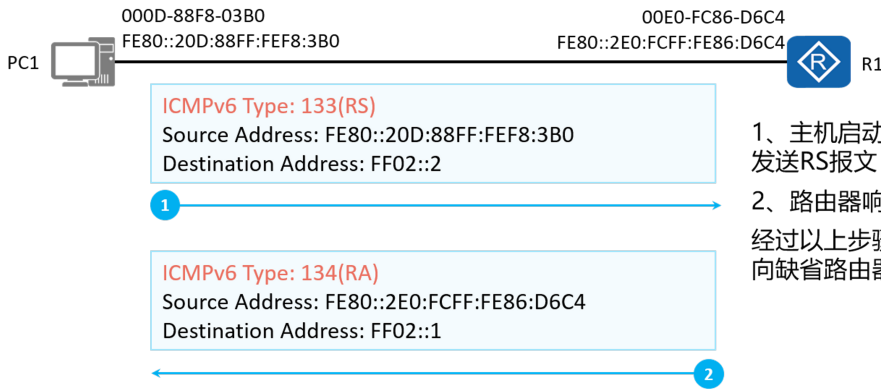 000D-88F8-03B0
00E0-FC86-D6C4
FE80::20D:88FF:FEF8:3B0
FE80::2E0:FCFF:FE86:D6C4
PC1
R
R1
ICMPv6 Type: 133(RS)
Source Address: FE80::20D:88FF:FEF8:3B0
Destination Address: FF02::2
1
ICMPv6 Type: 134(RA)
Source Address: FE80::2E0:FCFF:FE86:D6C4
Destination Address: FF02::1
2
1、主机启动
发送RS报文
2、路由器响
经过以上步骤
向缺省路由器